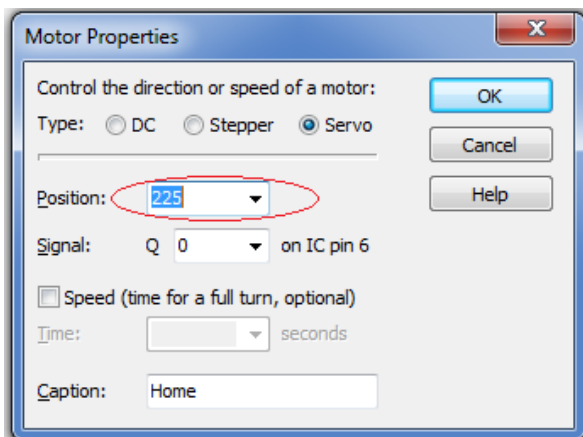 Motor Properties
Control the direction or speed of a motor:
Type: DC Stepper Servo
OK
Cancel
Help
Position: 225
Signal: Q 0 on IC pin 6
Speed (time for a full turn, optional)
Time: seconds
Caption: Home